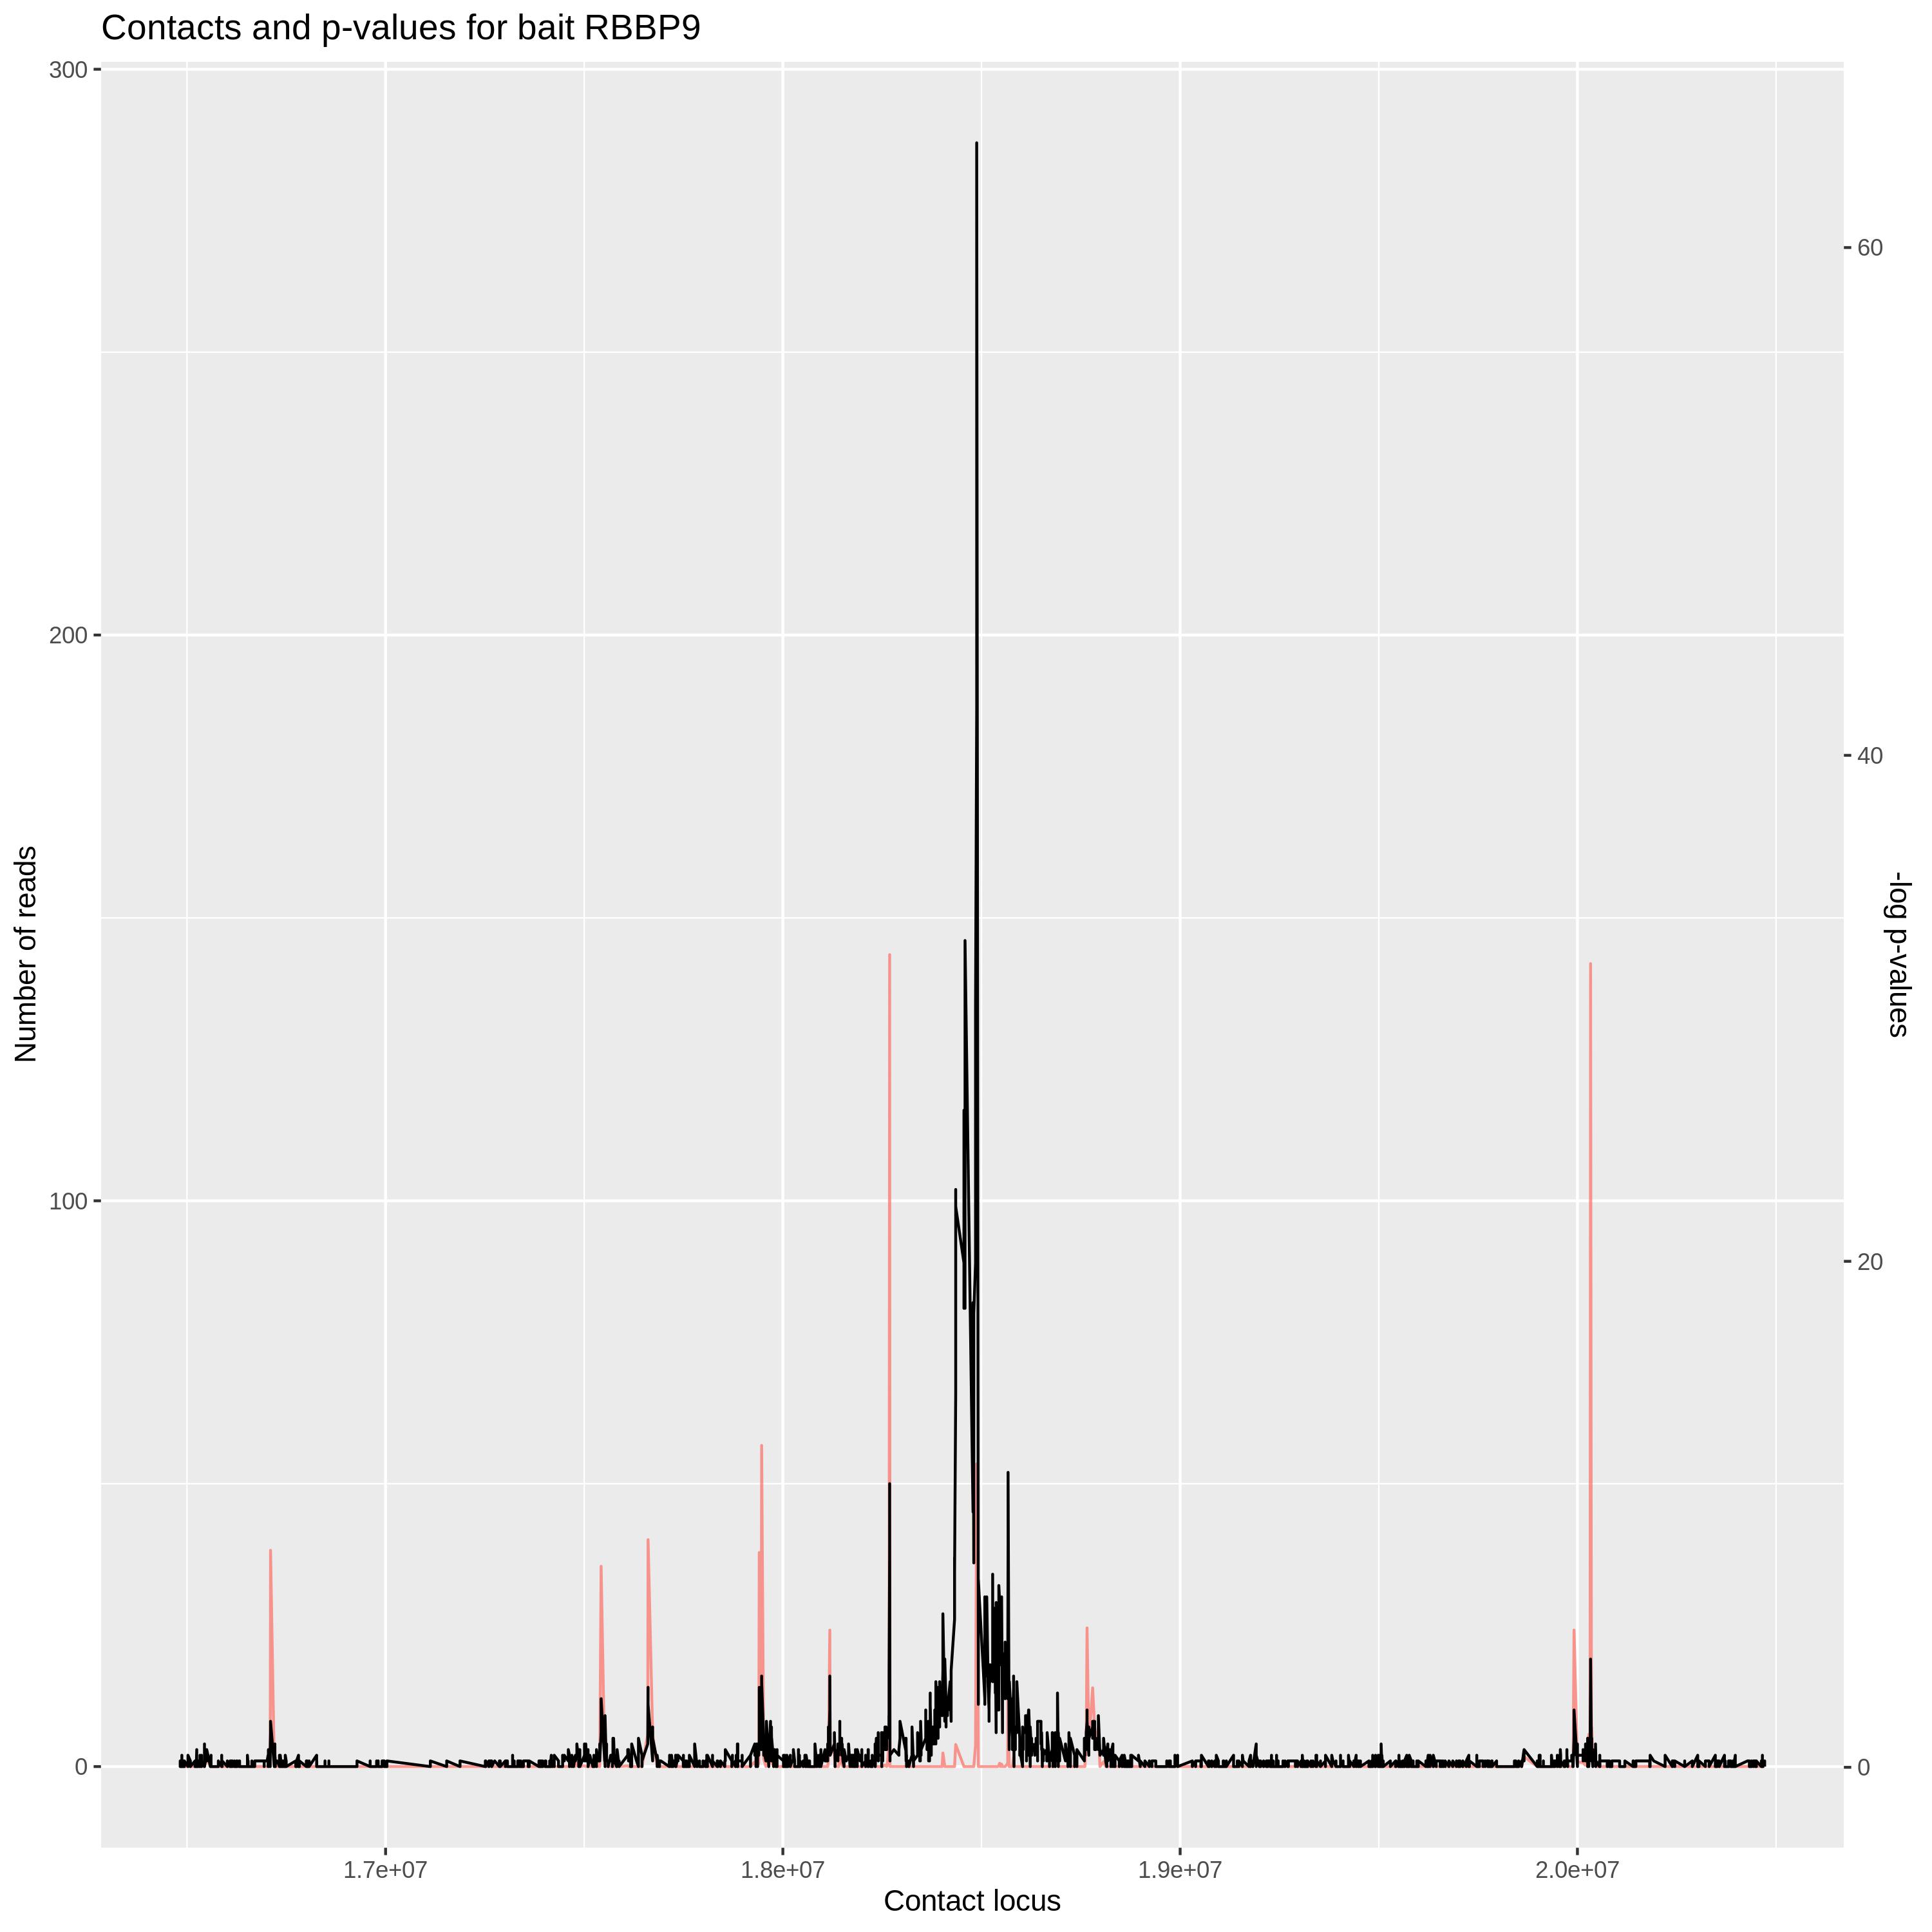 Contacts and p-values for bait RBBP9
300
200
100
0
Number of reads
60
40
20
0
-log p-values
1.7e+07
1.8e+07
1.9e+07
2.0e+07
Contact locus